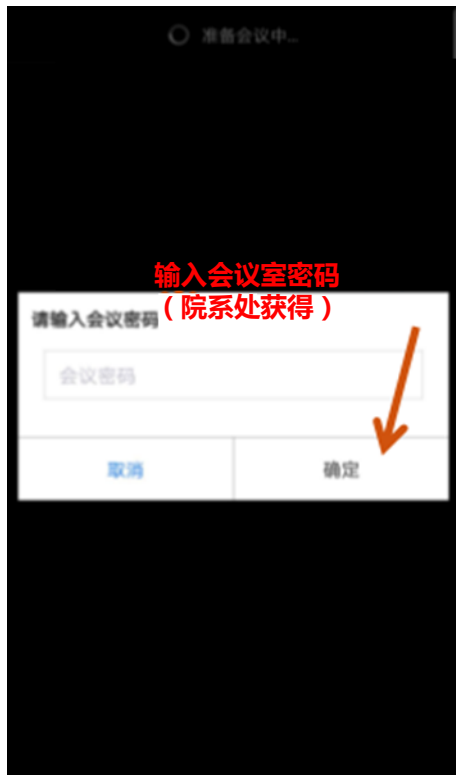 准备会议中...
输入会议室密码
（院系处获得）
请输入会议密码
会议密码
取消
确定